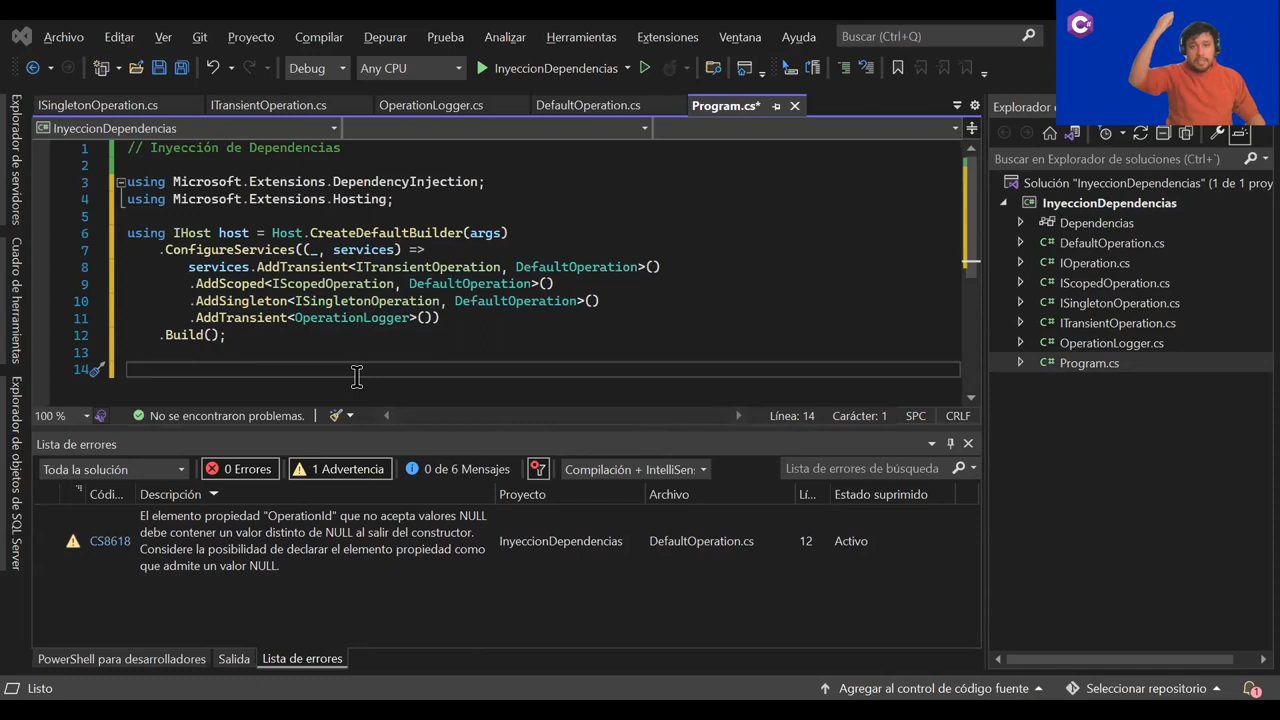 Archivo Editar Ver Git Proyecto Compilar Depurar Prueba Analizar Herramientas Extensiones Ventana Ayuda Buscar (Ctrl+Q)
Debug Any CPU InyeccionDependencias
ISingletonOperation.cs ITransientOperation.cs OperationLogger.cs DefaultOperation.cs Program.cs*
InyeccionDependencias
1 // Inyección de Dependencias
2
3 using Microsoft.Extensions.DependencyInjection;
4 using Microsoft.Extensions.Hosting;
5
6 using IHost host = Host.CreateDefaultBuilder(args)
7 .ConfigureServices((_, services) =>
8 services.AddTransient<ITransientOperation, DefaultOperation>()
9 .AddScoped<IScopedOperation, DefaultOperation>()
10 .AddSingleton<ISingletonOperation, DefaultOperation>()
11 .AddTransient<OperationLogger>())
12 .Build();
13
14
100 % No se encontraron problemas. Línea: 14 Carácter: 1 SPC CRLF
Explorador de servidores
Cuadro de herramientas
Explorador de objetos de SQL Server
Explorador de
Buscar en Explorador de soluciones (Ctrl+`)
Solución "InyeccionDependencias" (1 de 1 proy
InyeccionDependencias
Dependencias
C# DefaultOperation.cs
C# IOperation.cs
C# IScopedOperation.cs
C# ISingletonOperation.cs
C# ITransientOperation.cs
C# OperationLogger.cs
C# Program.cs
C#
Lista de errores
Toda la solución 0 Errores 1 Advertencia 0 de 6 Mensajes Compilación + IntelliSen: Lista de errores de búsqueda
Códi... Descripción Proyecto Archivo Lí... Estado suprimido
CS8618 El elemento propiedad "OperationId" que no acepta valores NULL
debe contener un valor distinto de NULL al salir del constructor.
Considere la posibilidad de declarar el elemento propiedad como
que admite un valor NULL.
InyeccionDependencias DefaultOperation.cs 12 Activo
PowerShell para desarrolladores Salida Lista de errores
Listo Agregar al control de código fuente Seleccionar repositorio 1